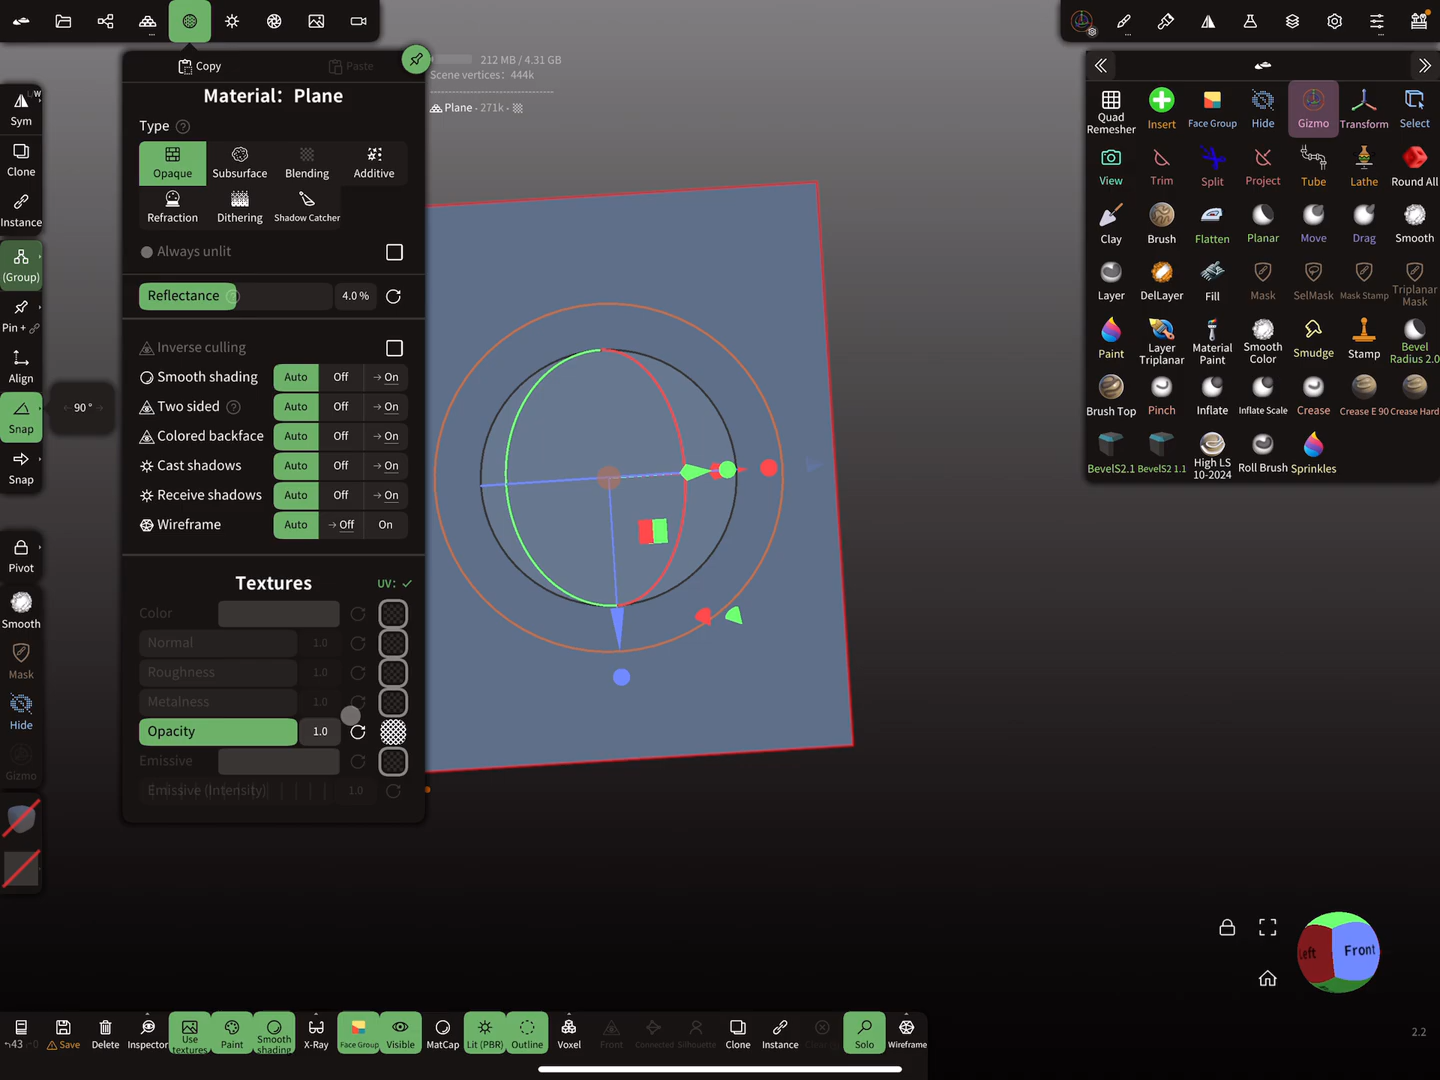 Copy
Paste
Material: Plane
Type
Opaque
Subsurface
Blending
Additive
Refraction
Dithering
Shadow Catcher
Always unlit
Reflectance
4.0 %
Inverse culling
Smooth shading Auto Off → On
Two sided Auto Off → On
Colored backface Auto Off → On
Cast shadows Auto Off → On
Receive shadows Auto Off → On
Wireframe Auto → Off On
Textures UV: ✓
Color
Normal 1.0
Roughness 1.0
Metalness 1.0
Opacity 1.0
Emissive
Emissive (Intensity) 1.0
212 MB / 4.31 GB
Scene vertices: 444k
Plane - 271k -
Sym
Clone
Instance
(Group)
Pin +
Align
90 °
Snap
Snap
Pivot
Smooth
Mask
Hide
Gizmo
Quad Remesher Insert Face Group Hide Gizmo Transform Select
View Trim Split Project Tube Lathe Round All
Clay Brush Flatten Planar Move Drag Smooth
Layer DelLayer Fill Mask SelMask Mask Stamp Triplanar Mask
Paint Layer Triplanar Material Paint Smooth Color Smudge Stamp Bevel Radius 2.0
Brush Top Pinch Inflate Inflate Scale Crease Crease E 90 Crease Hard
BevelS2.1 BevelS2 1.1 High LS 10-2024 Roll Brush Sprinkles
Left Front
2.2
43 0 Save Delete Inspector Use textures Paint Smooth shading X-Ray Face Group Visible MatCap Lit (PBR) Outline Voxel Front Connected Silhouette Clone Instance Solo Wireframe